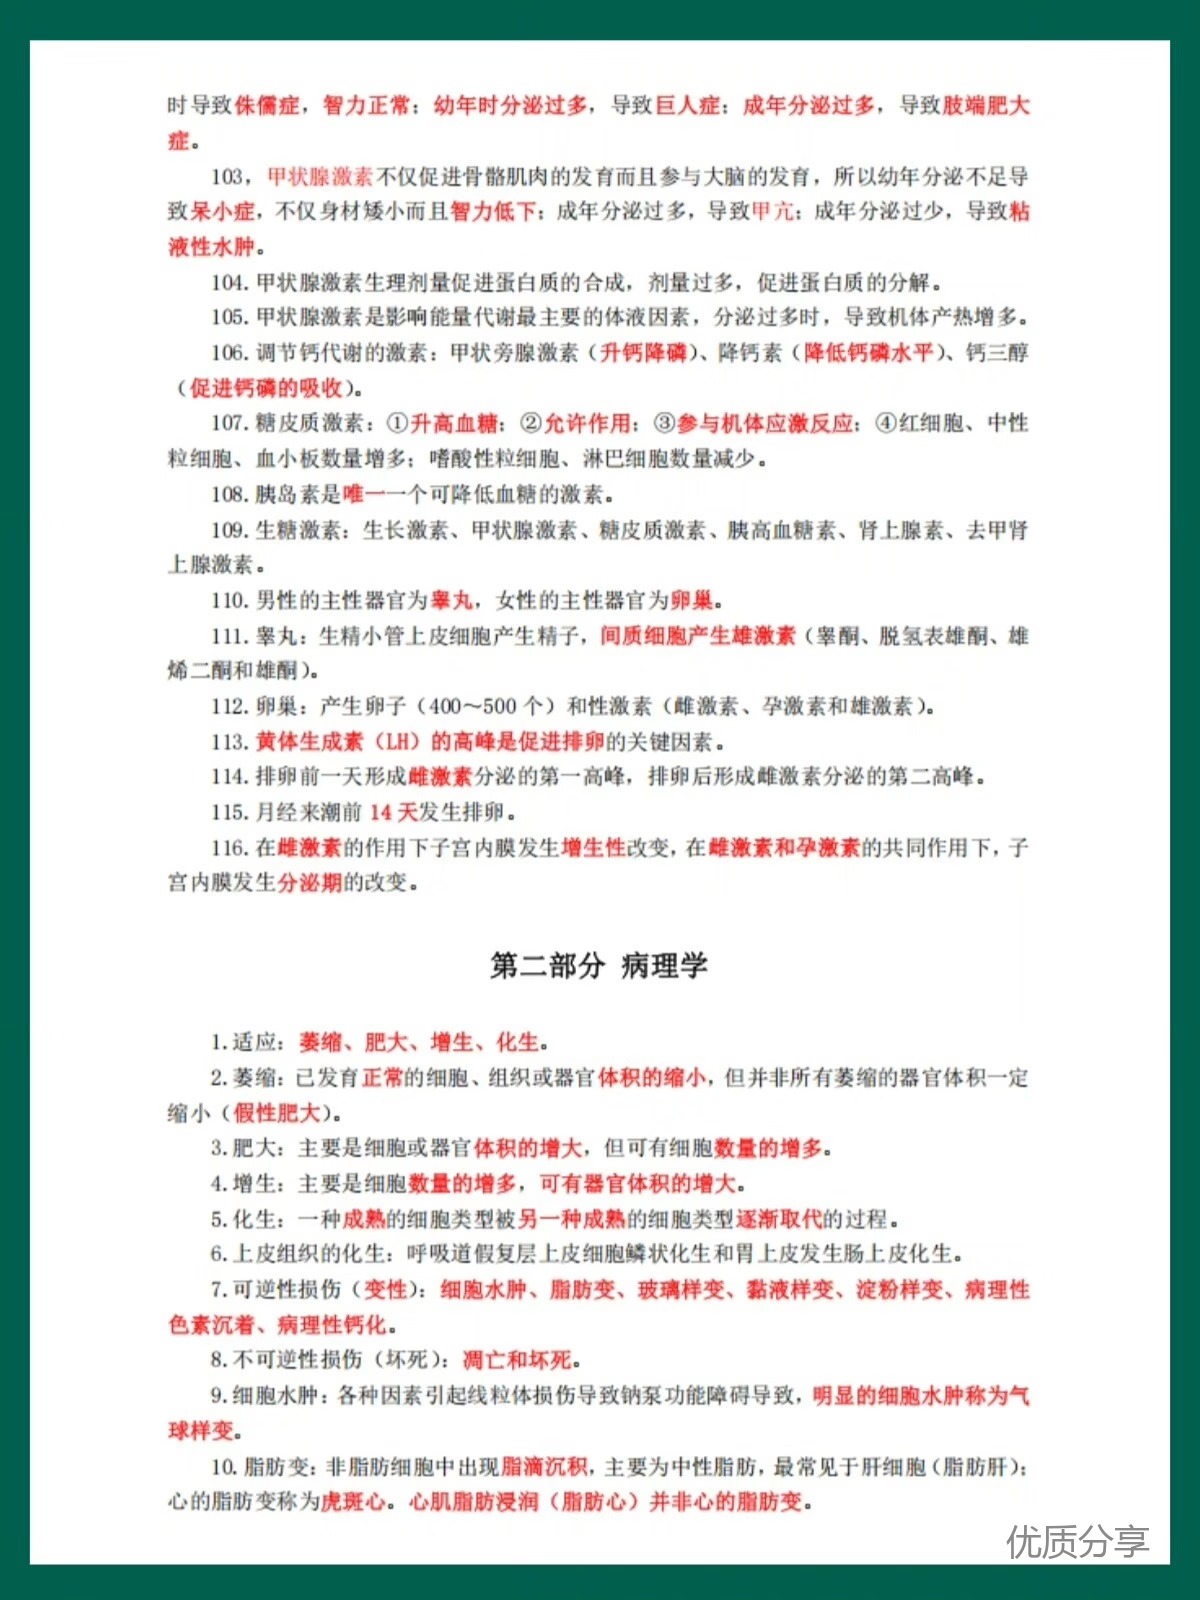 时导致侏儒症，智力正常；幼年时分泌过多，导致巨人症；成年分泌过多，导致肢端肥大
症。
103，甲状腺激素不仅促进骨骼肌肉的发育而且参与大脑的发育，所以幼年分泌不足导
致呆小症，不仅身材矮小而且智力低下；成年分泌过多，导致甲亢；成年分泌过少，导致粘
液性水肿。
104.甲状腺激素生理剂量促进蛋白质的合成，剂量过多，促进蛋白质的分解。
105.甲状腺激素是影响能量代谢最主要的体液因素，分泌过多时，导致机体产热增多。
106.调节钙代谢的激素：甲状旁腺激素（升钙降磷）、降钙素（降低钙磷水平）、钙三醇
（促进钙磷的吸收）。
107.糖皮质激素：①升高血糖；②允许作用；③参与机体应激反应；④红细胞、中性
粒细胞、血小板数量增多；嗜酸性粒细胞、淋巴细胞数量减少。
108.胰岛素是唯一一个可降低血糖的激素。
109.生糖激素：生长激素、甲状腺激素、糖皮质激素、胰高血糖素、肾上腺素、去甲肾
上腺激素。
110.男性的主性器官为睾丸，女性的主性器官为卵巢。
111.睾丸：生精小管上皮细胞产生精子，间质细胞产生雄激素（睾酮、脱氢表雄酮、雄
烯二酮和雄酮）。
112.卵巢：产生卵子（400～500个）和性激素（雌激素、孕激素和雄激素）。
113.黄体生成素（LH）的高峰是促进排卵的关键因素。
114.排卵前一天形成雌激素分泌的第一高峰，排卵后形成雌激素分泌的第二高峰。
115.月经来潮前14天发生排卵。
116.在雌激素的作用下子宫内膜发生增生性改变，在雌激素和孕激素的共同作用下，子
宫内膜发生分泌期的改变。
第二部分 病理学
1.适应：萎缩、肥大、增生、化生。
2.萎缩：已发育正常的细胞、组织或器官体积的缩小，但并非所有萎缩的器官体积一定
缩小（假性肥大）。
3.肥大：主要是细胞或器官体积的增大，但可有细胞数量的增多。
4.增生：主要是细胞数量的增多，可有器官体积的增大。
5.化生：一种成熟的细胞类型被另一种成熟的细胞类型逐渐取代的过程。
6.上皮组织的化生：呼吸道假复层上皮细胞鳞状化生和胃上皮发生肠上皮化生。
7.可逆性损伤（变性）：细胞水肿、脂肪变、玻璃样变、黏液样变、淀粉样变、病理性
色素沉着、病理性钙化。
8.不可逆性损伤（坏死）：凋亡和坏死。
9.细胞水肿：各种因素引起线粒体损伤导致钠泵功能障碍导致，明显的细胞水肿称为气
球样变。
10.脂肪变：非脂肪细胞中出现脂滴沉积，主要为中性脂肪，最常见于肝细胞（脂肪肝）；
心的脂肪变称为虎斑心。心肌脂肪浸润（脂肪心）并非心的脂肪变。
优质分享